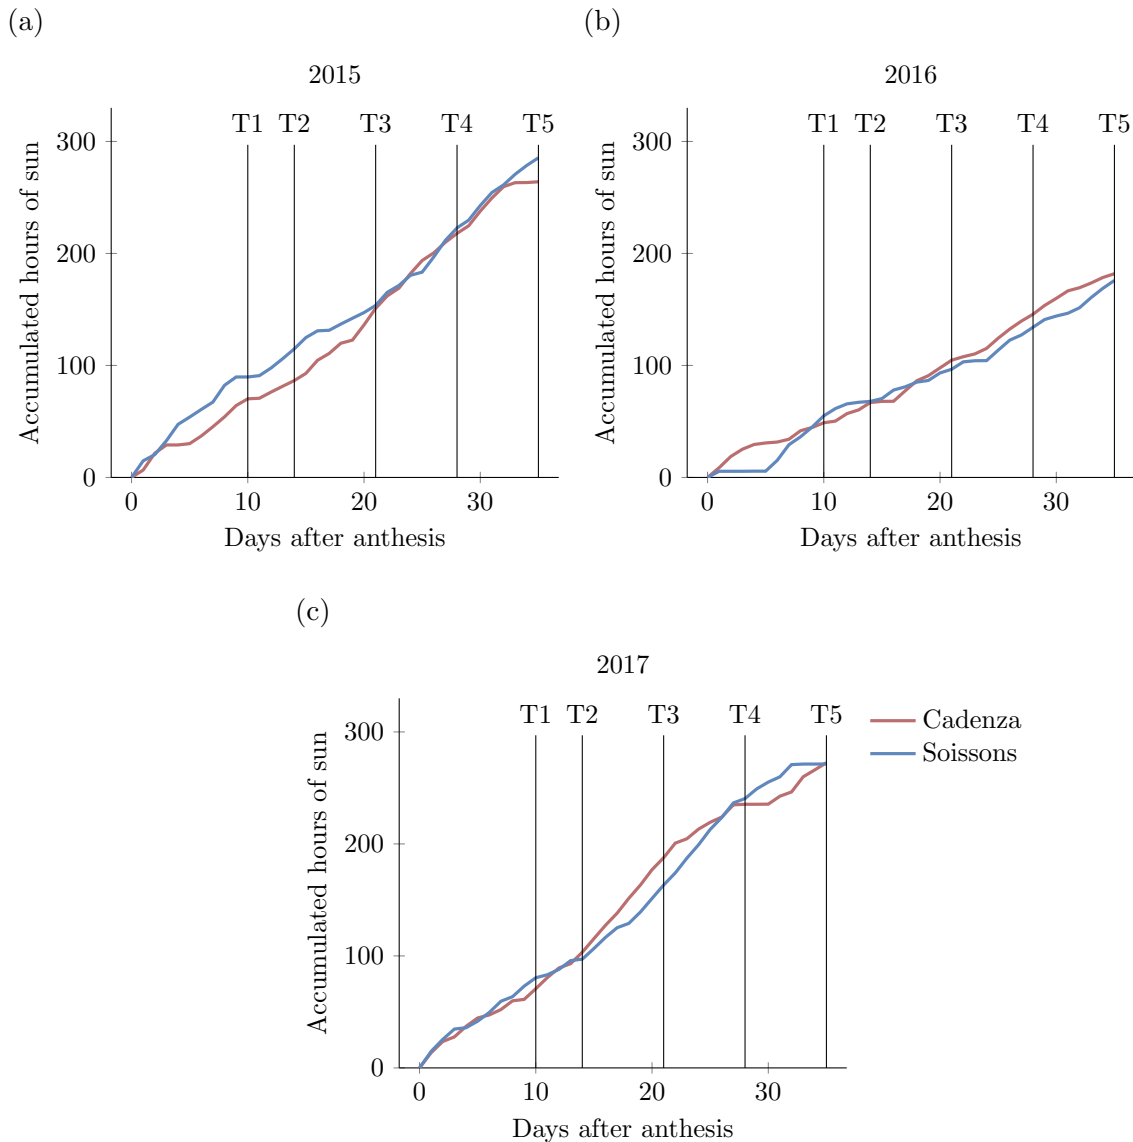 (a)
2015
T1 T2 T3 T4 T5
300
200
100
0
0 10 20 30
Accumulated hours of sun
Days after anthesis
(b)
2016
T1 T2 T3 T4 T5
300
200
100
0
0 10 20 30
Accumulated hours of sun
Days after anthesis
(c)
2017
T1 T2 T3 T4 T5
300
200
100
0
0 10 20 30
Accumulated hours of sun
Days after anthesis
Cadenza
Soissons